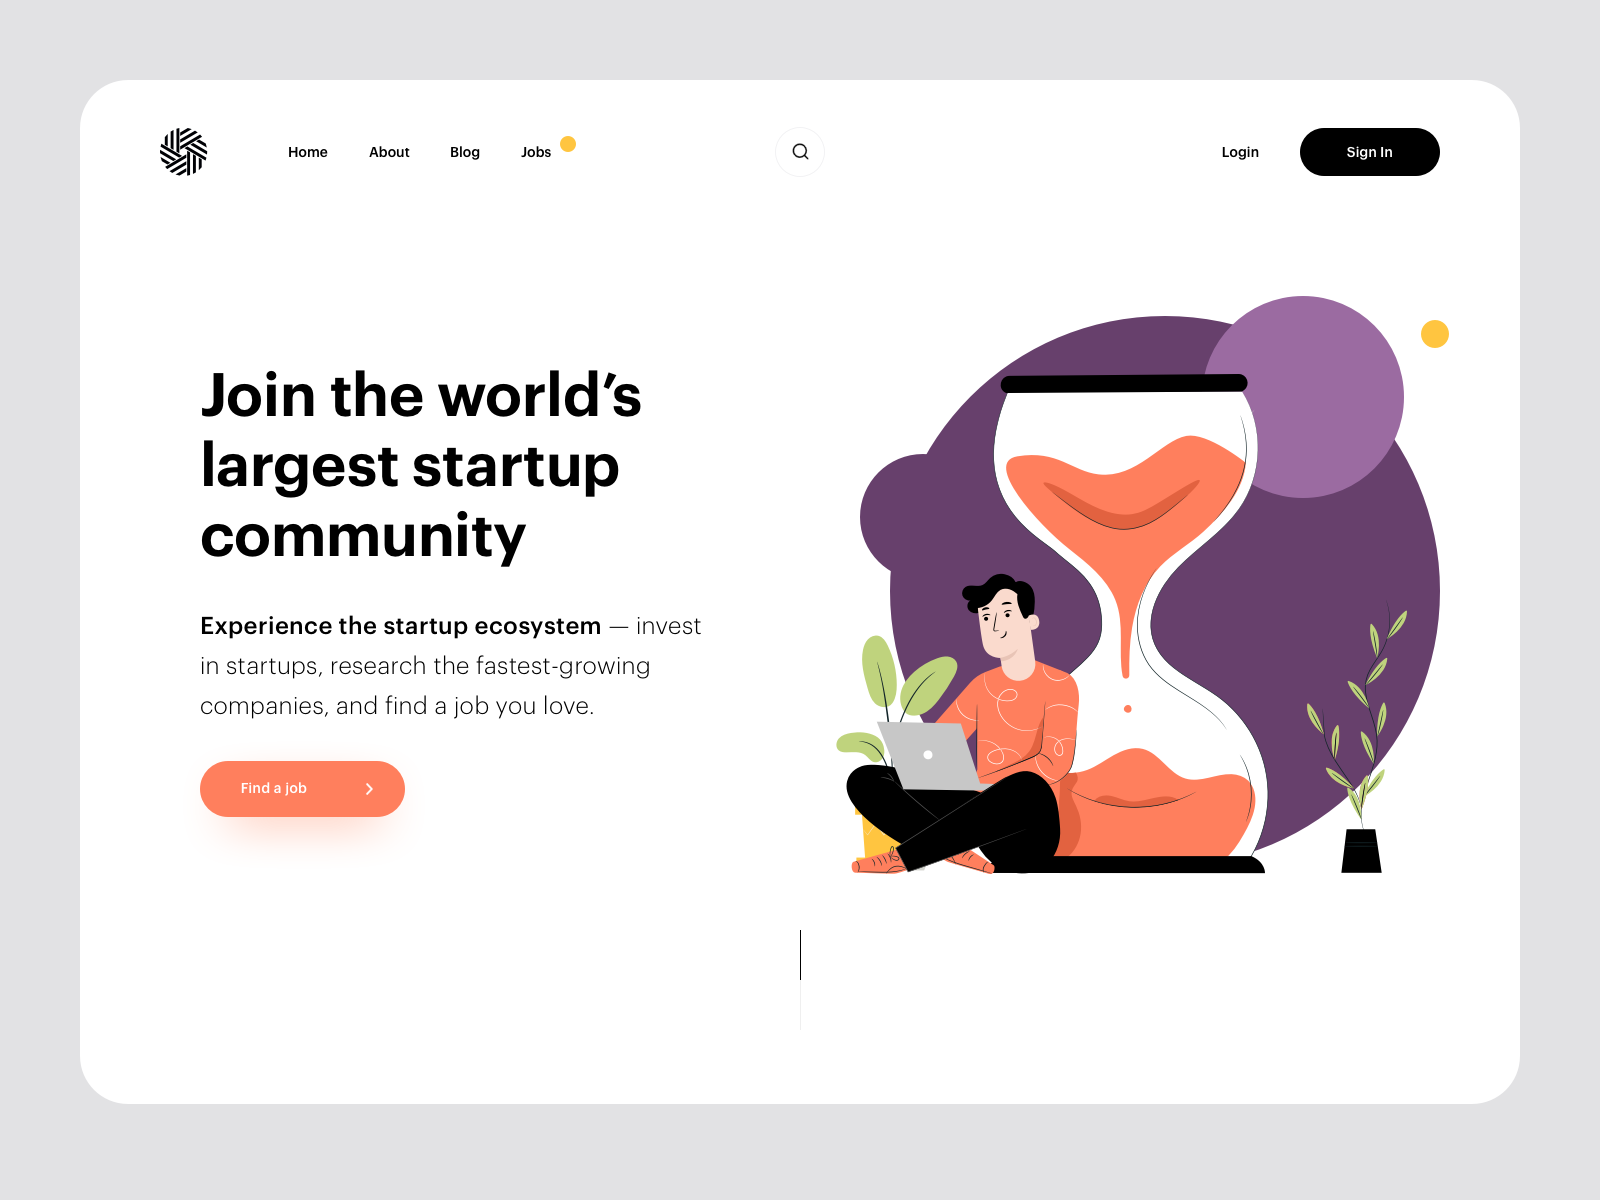 Home About Blog Jobs Login Sign In
Join the world’s
largest startup
community
Experience the startup ecosystem — invest
in startups, research the fastest-growing
companies, and find a job you love.
Find a job